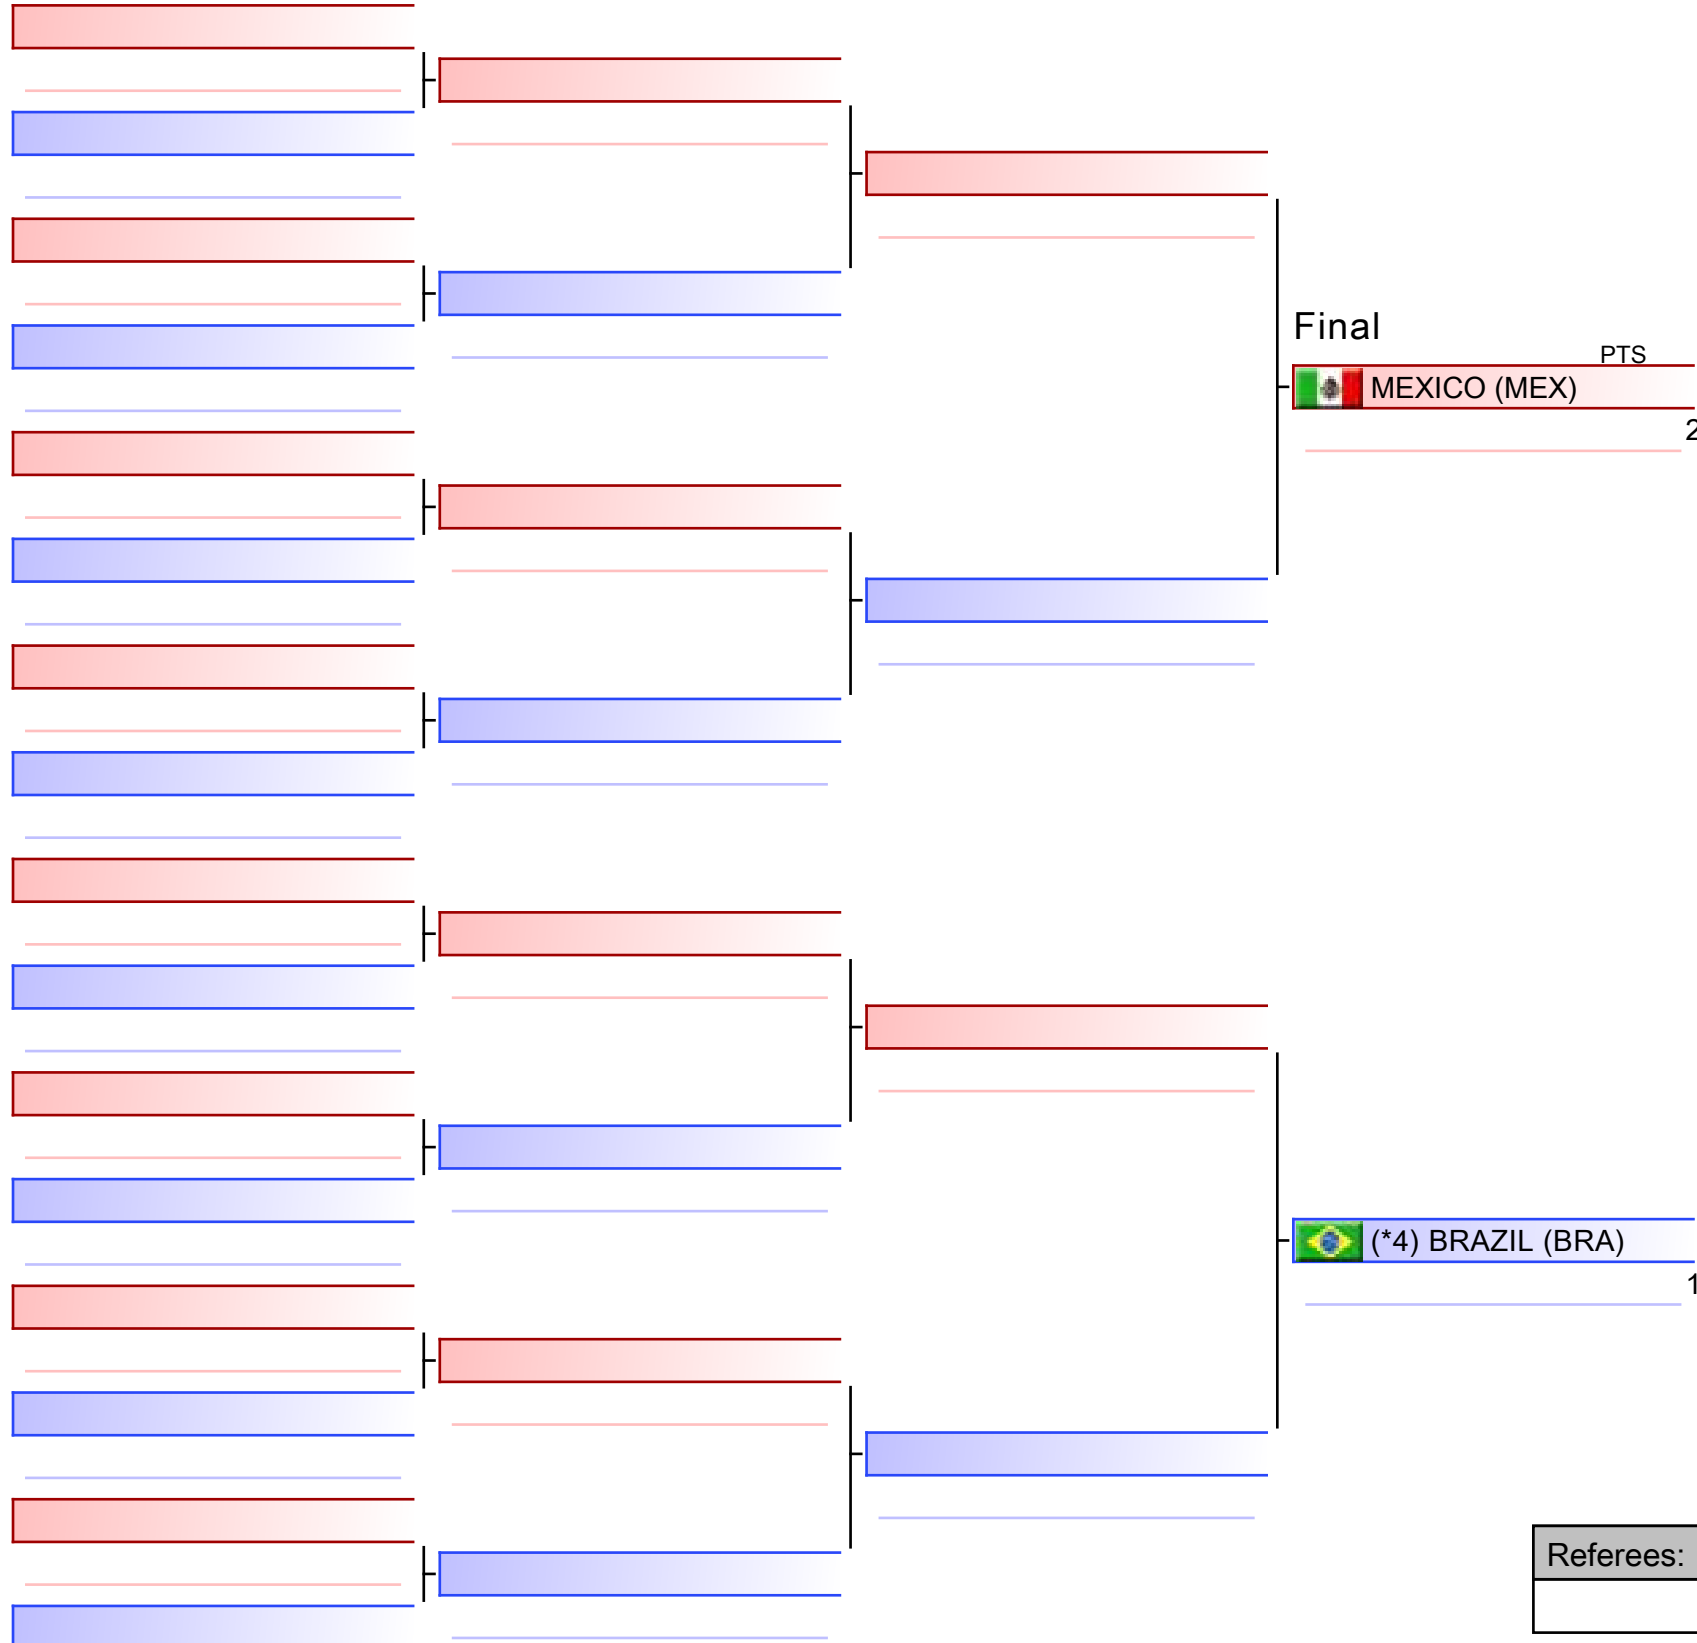 Final
PTS
MEXICO (MEX)
2
(*4) BRAZIL (BRA)
1
Referees: